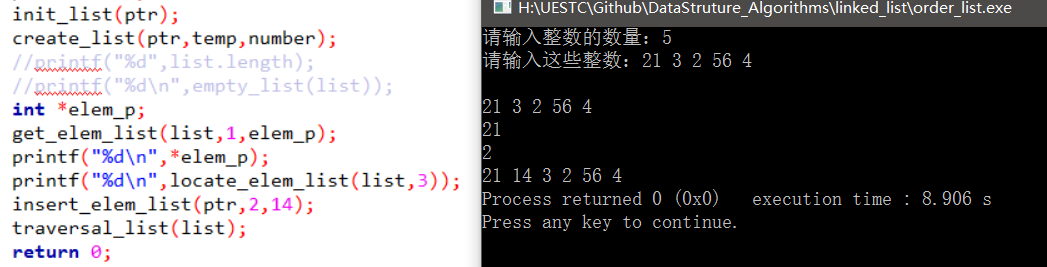 init_list(ptr);
create_list(ptr,temp,number);
//printf("%d",list.length);
//printf("%d\n",empty_list(list));
int *elem_p;
get_elem_list(list,1,elem_p);
printf("%d\n",*elem_p);
printf("%d\n",locate_elem_list(list,3));
insert_elem_list(ptr,2,14);
traversal_list(list);
return 0;
H:\UESTC\Github\DataStruture_Algorithms\linked_list\order_list.exe
请输入整数的数量：5
请输入这些整数：21 3 2 56 4
21 3 2 56 4
21
2
21 14 3 2 56 4
Process returned 0 (0x0)   execution time : 8.906 s
Press any key to continue.